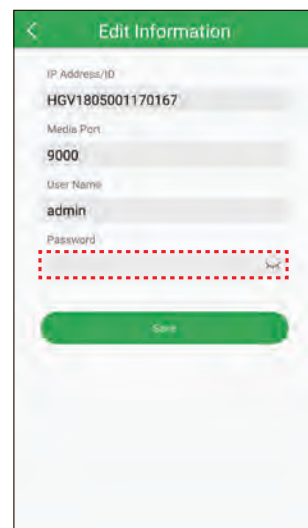 Edit Information
IP Address/ID
HGV1805001170167
Media Port
9000
User Name
admin
Password
Save